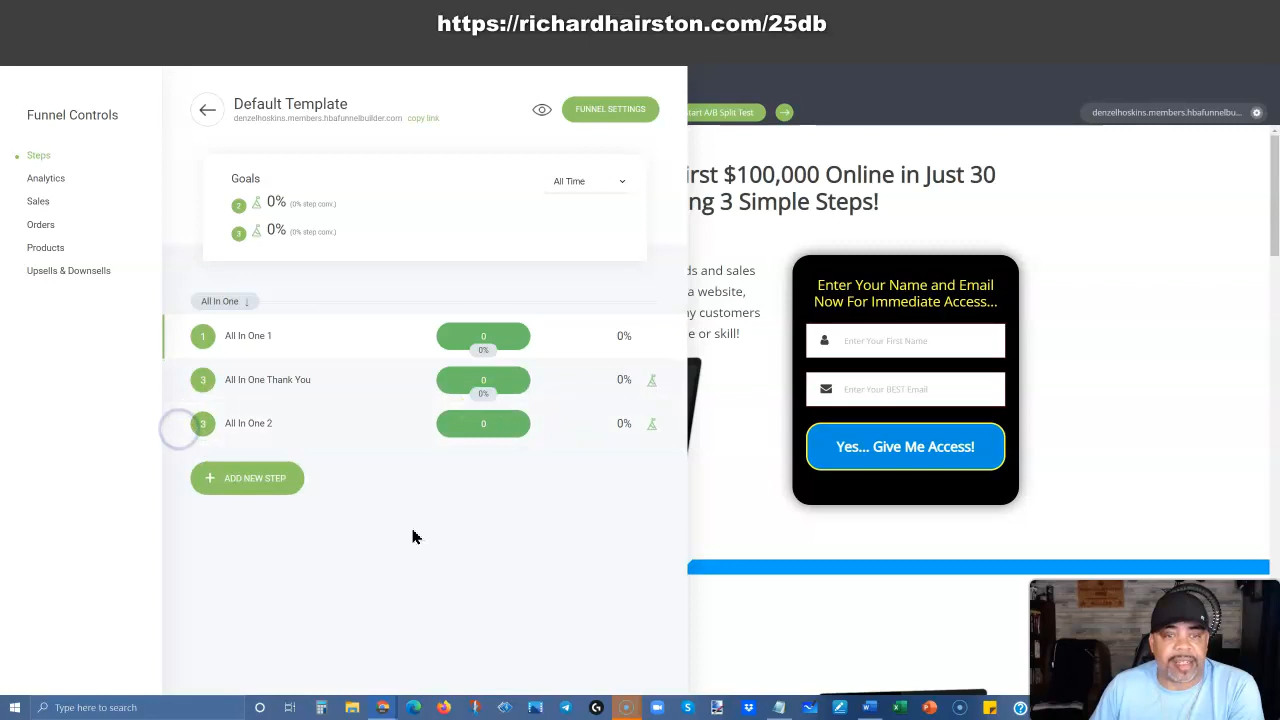 https://richardhairston.com/25db
Funnel Controls
Steps
Analytics
Sales
Orders
Products
Upsells & Downsells
Default Template
denzelhoskins.members.hbafunnelbuilder.com copy link
FUNNEL SETTINGS
Goals
All Time
2 0% (0% step conv.)
3 0% (0% step conv.)
All In One ↓
1 All In One 1 0 0%
0%
3 All In One Thank You 0 0%
0%
3 All In One 2 0 0%
+ ADD NEW STEP
tart A/B Split Test
denzelhoskins.members.hbafunnelbu...
irst $100,000 Online in Just 30
ng 3 Simple Steps!
ds and sales
a website,
ny customers
e or skill!
Enter Your Name and Email
Now For Immediate Access...
Enter Your First Name
Enter Your BEST Email
Yes... Give Me Access!
Type here to search